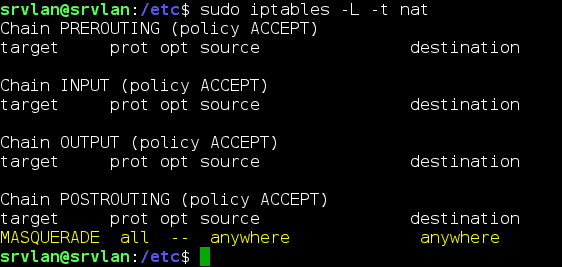 srvlan@srvlan:/etc$ sudo iptables -L -t nat
Chain PREROUTING (policy ACCEPT)
target     prot opt source               destination
Chain INPUT (policy ACCEPT)
target     prot opt source               destination
Chain OUTPUT (policy ACCEPT)
target     prot opt source               destination
Chain POSTROUTING (policy ACCEPT)
target     prot opt source               destination
MASQUERADE  all  --  anywhere             anywhere
srvlan@srvlan:/etc$